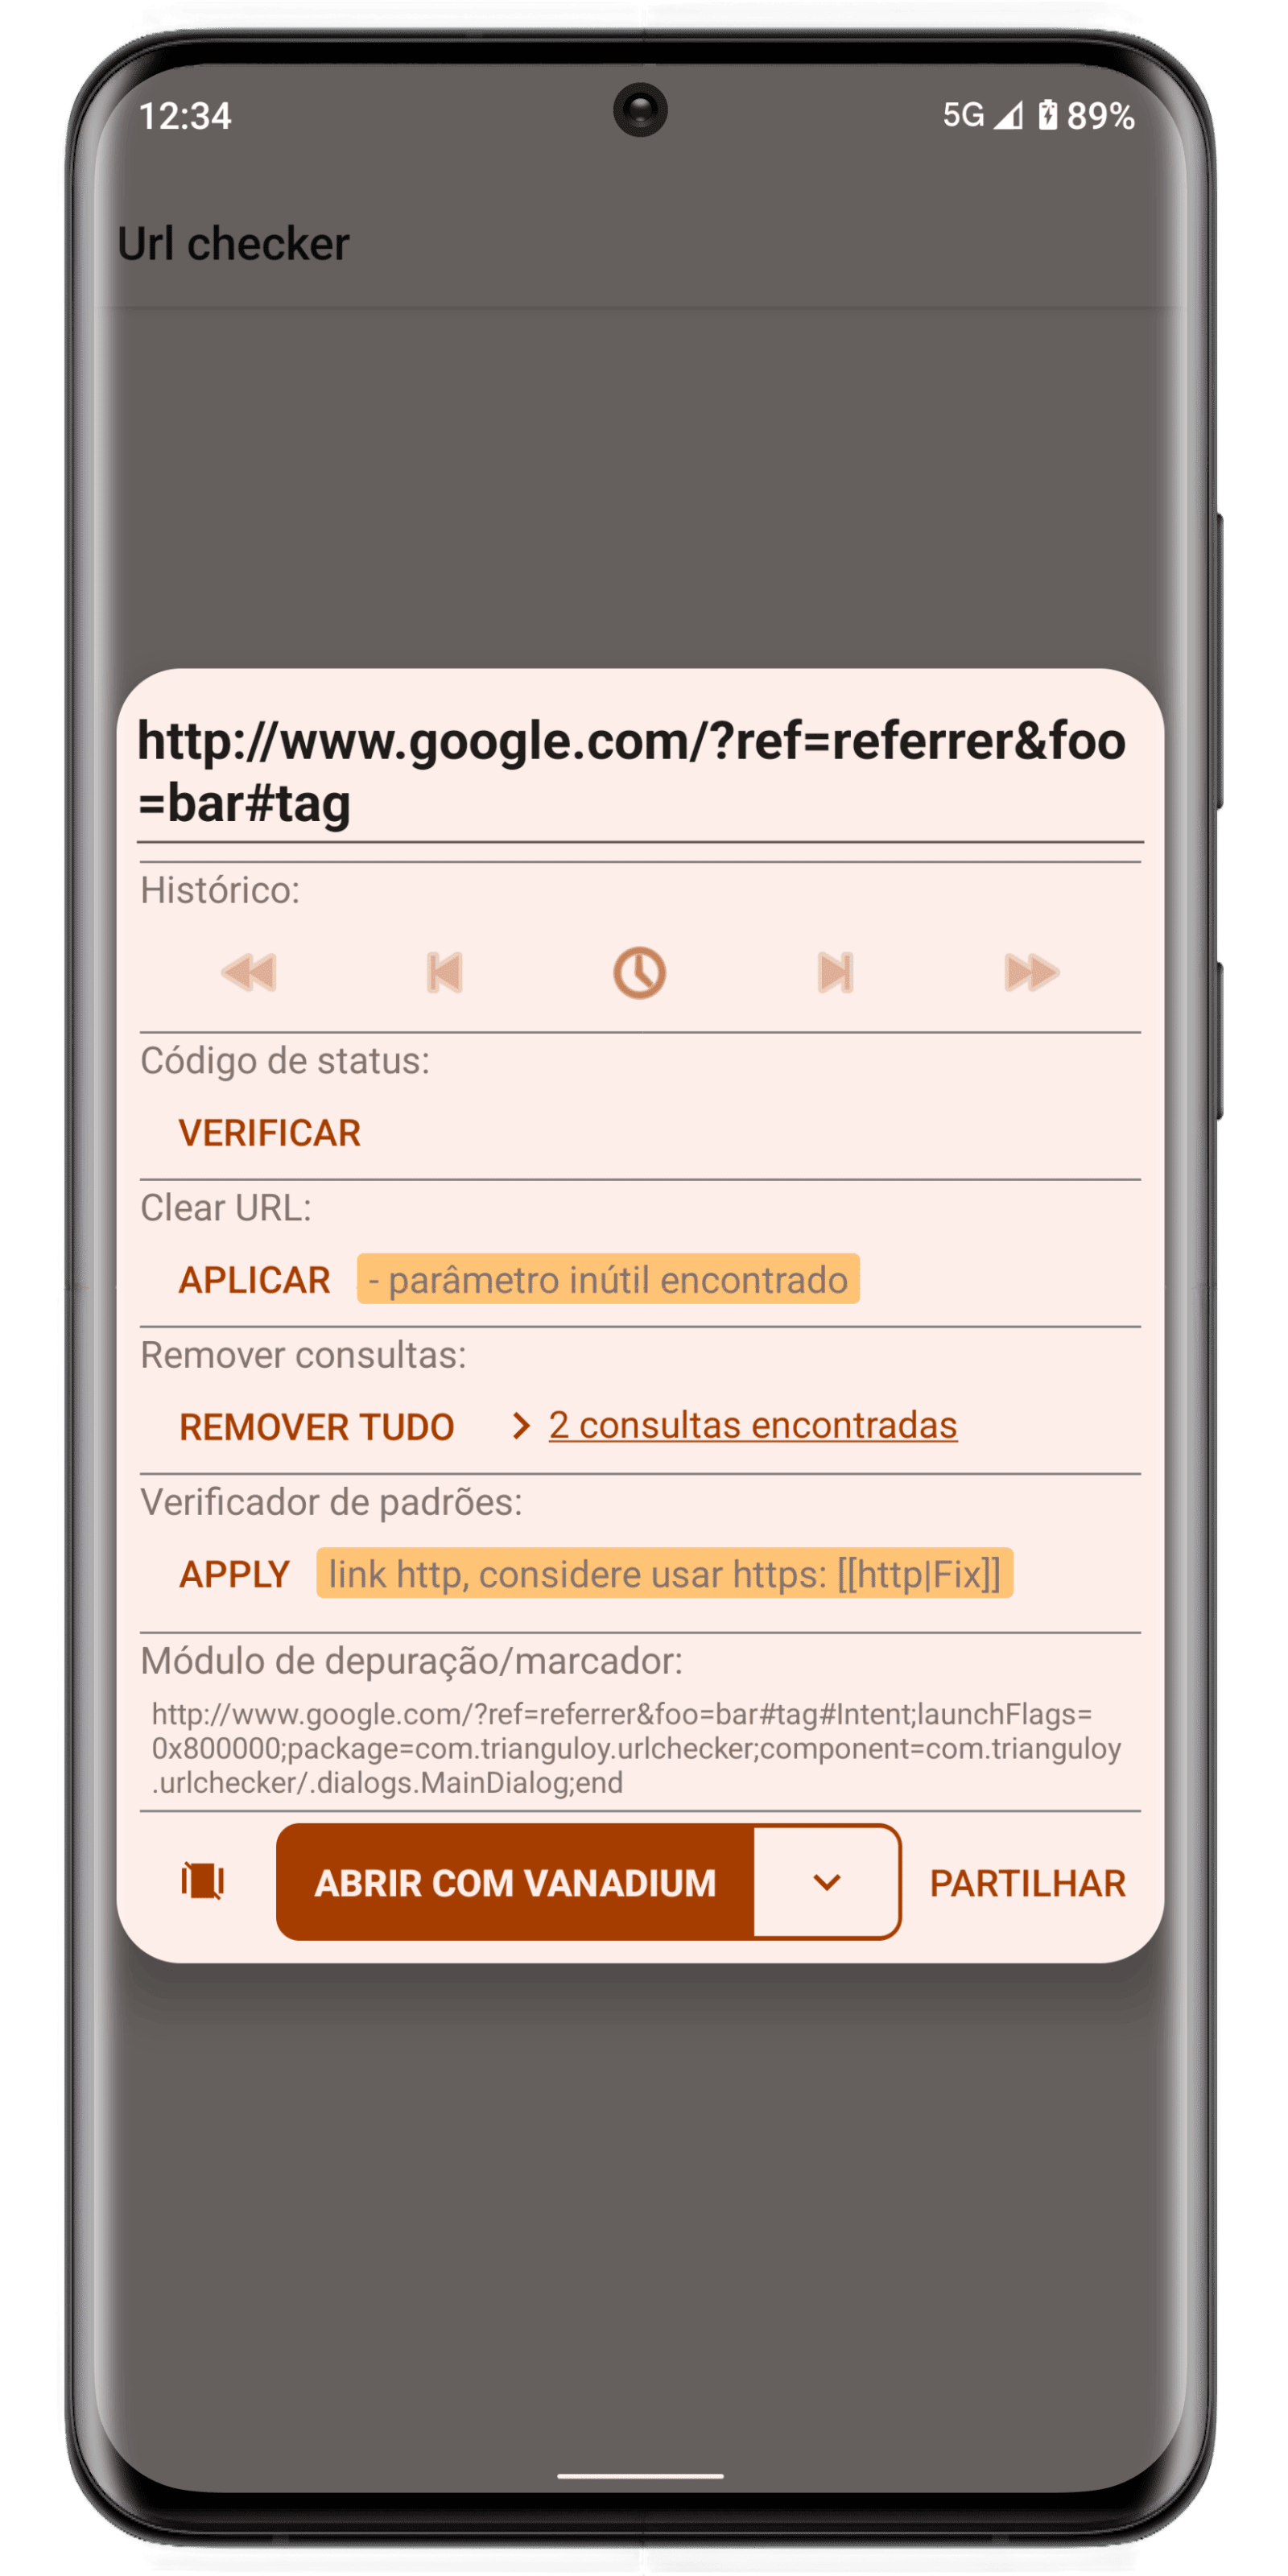 12:34
5G 89%
Url checker
http://www.google.com/?ref=referrer&foo
=bar#tag
Histórico:
Código de status:
VERIFICAR
Clear URL:
APLICAR - parâmetro inútil encontrado
Remover consultas:
REMOVER TUDO 2 consultas encontradas
Verificador de padrões:
APPLY link http, considere usar https: [[http|Fix]]
Módulo de depuração/marcador:
http://www.google.com/?ref=referrer&foo=bar#tag#Intent;launchFlags=
0x800000;package=com.trianguloy.urlchecker;component=com.trianguloy
.urlchecker/.dialogs.MainDialog;end
ABRIR COM VANADIUM PARTILHAR